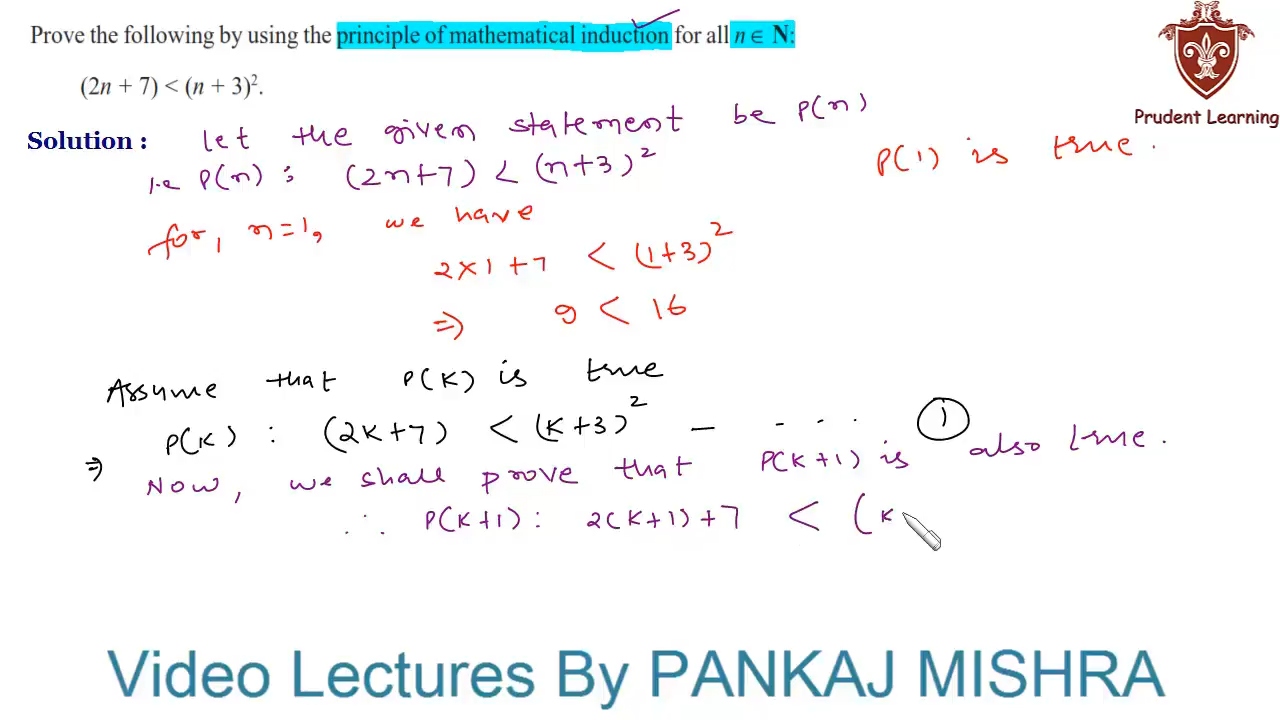 Prove the following by using the principle of mathematical induction for all n ∈ N:
(2n + 7) < (n + 3)².
Prudent Learning
Solution : Let the given statement be P(n)
i.e P(n) : (2n+7) < (n+3)²
P(1) is true.
for, n=1, we have
2×1+7 < (1+3)²
⇒ 9 < 16
Assume that P(K) is true
⇒ P(K) : (2K+7) < (K+3)² – - . . . . ①
Now, we shall prove that P(K+1) is also true.
∴ P(K+1) : 2(K+1)+7 < (K
Video Lectures By PANKAJ MISHRA